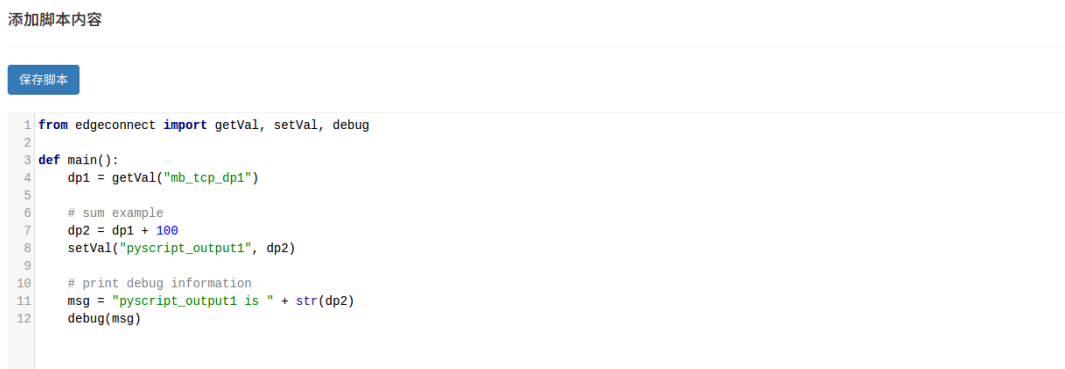 添加脚本内容
保存脚本
1 from edgeconnect import getVal, setVal, debug
2
3 def main():
4     dp1 = getVal("mb_tcp_dp1")
5
6     # sum example
7     dp2 = dp1 + 100
8     setVal("pyscript_output1", dp2)
9
10     # print debug information
11     msg = "pyscript_output1 is " + str(dp2)
12     debug(msg)